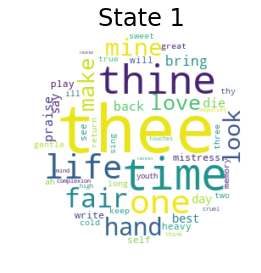 State 1
sweet
mine
great
true
will
bring
play
ill
thy
make
thine
say
love
die
praise
back
see
thee
look
return
sing
three
touches
gentle
life
time
mistress
mind
youth
memory
ah
complexion
fair
one
long
day
two
high
write
keep
best
cruel
cold
hand
heavy
self
think